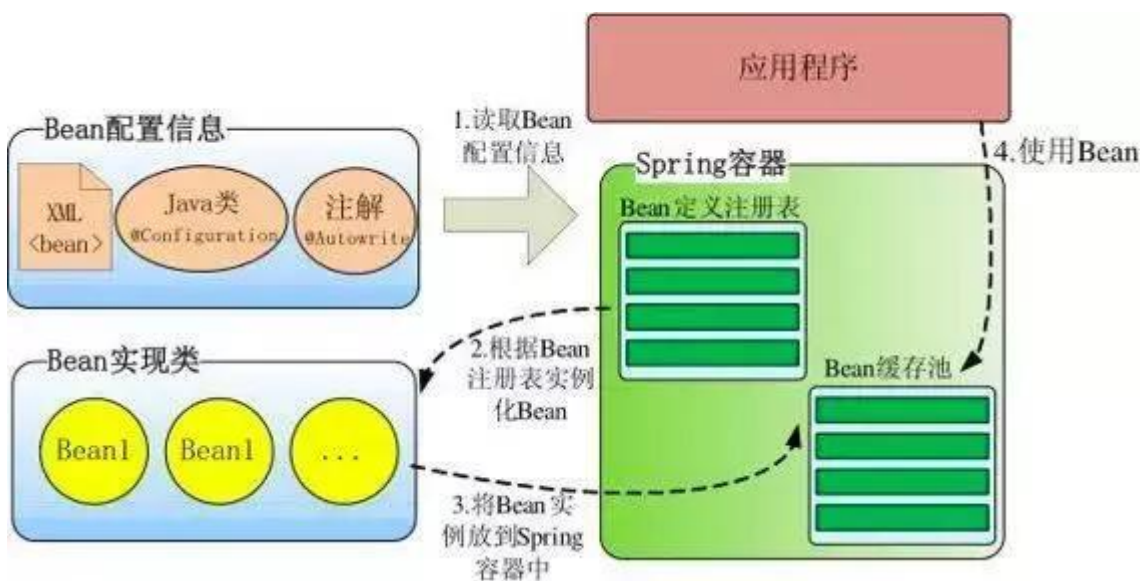 应用程序
Bean配置信息
XML
<bean>
Java类
@Configuration
注解
@Autowrite
1.读取Bean
配置信息
Spring容器
4.使用Bean
Bean定义注册表
2.根据Bean
注册表实例
化Bean
Bean实现类
Bean1
Bean1
...
Bean缓存池
3.将Bean实
例放到Spring
容器中